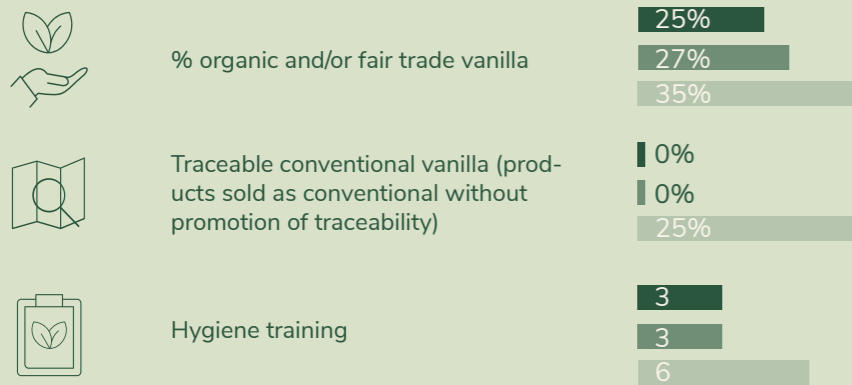 25%
% organic and/or fair trade vanilla
27%
35%
Traceable conventional vanilla (prod-
ucts sold as conventional without
promotion of traceability)
0%
0%
25%
Hygiene training
3
3
6